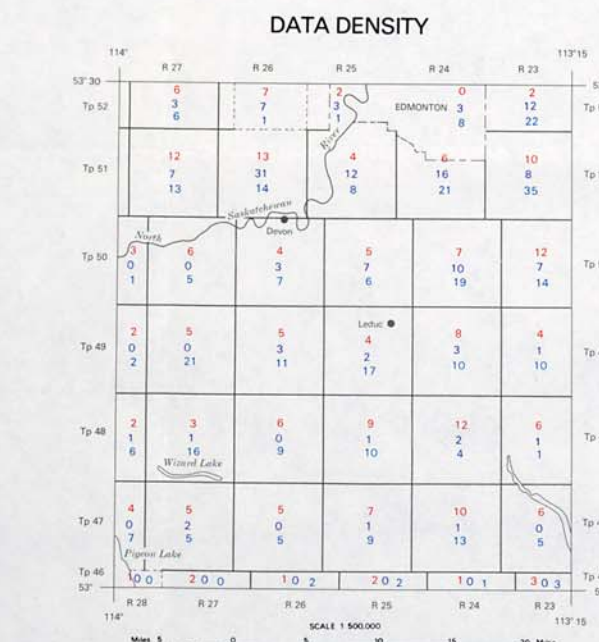 DATA DENSITY
114° 113°15
R 27 R 26 R 25 R 24 R 23
53°30
6 7 2 0 2
Tp 52 3 7 3 EDMONTON 3 12
6 1 1 8 22
River
12 13 4 6 10
Tp 51 7 31 12 16 8
13 14 8 21 35
Saskatchewan
North Devon
3 6 4 5 7 12
Tp 50 0 0 3 7 10 7
1 5 7 6 19 14
Leduc
2 5 5 4 8 4
Tp 49 0 0 3 2 3 1
2 21 11 17 10 10
2 3 6 9 12 6
Tp 48 1 1 0 1 2 1
6 16 9 10 4 1
Wizard Lake
4 5 5 7 10 6
Tp 47 0 2 0 1 1 0
7 5 5 9 13 5
Pigeon Lake
Tp 46 1 0 0 2 0 0 1 0 2 2 0 2 1 0 1 3 0 3
53°
R 28 R 27 R 26 R 25 R 24 R 23
114° 113°15
SCALE 1 500,000
Miles 5 0 5 10 15 20 Miles